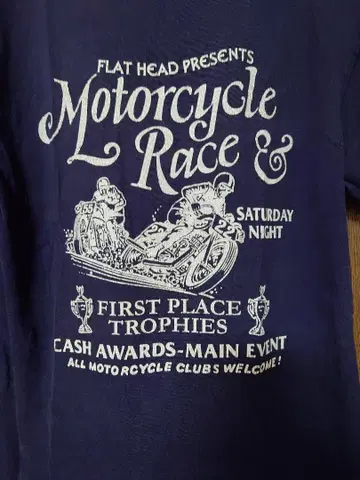 FLAT HEAD PRESENTS
Motorcycle
Race &
SATURDAY
NIGHT
FIRST PLACE
TROPHIES
CASH AWARDS-MAIN EVENT
ALL MOTORCYCLE CLUBS WELCOME!